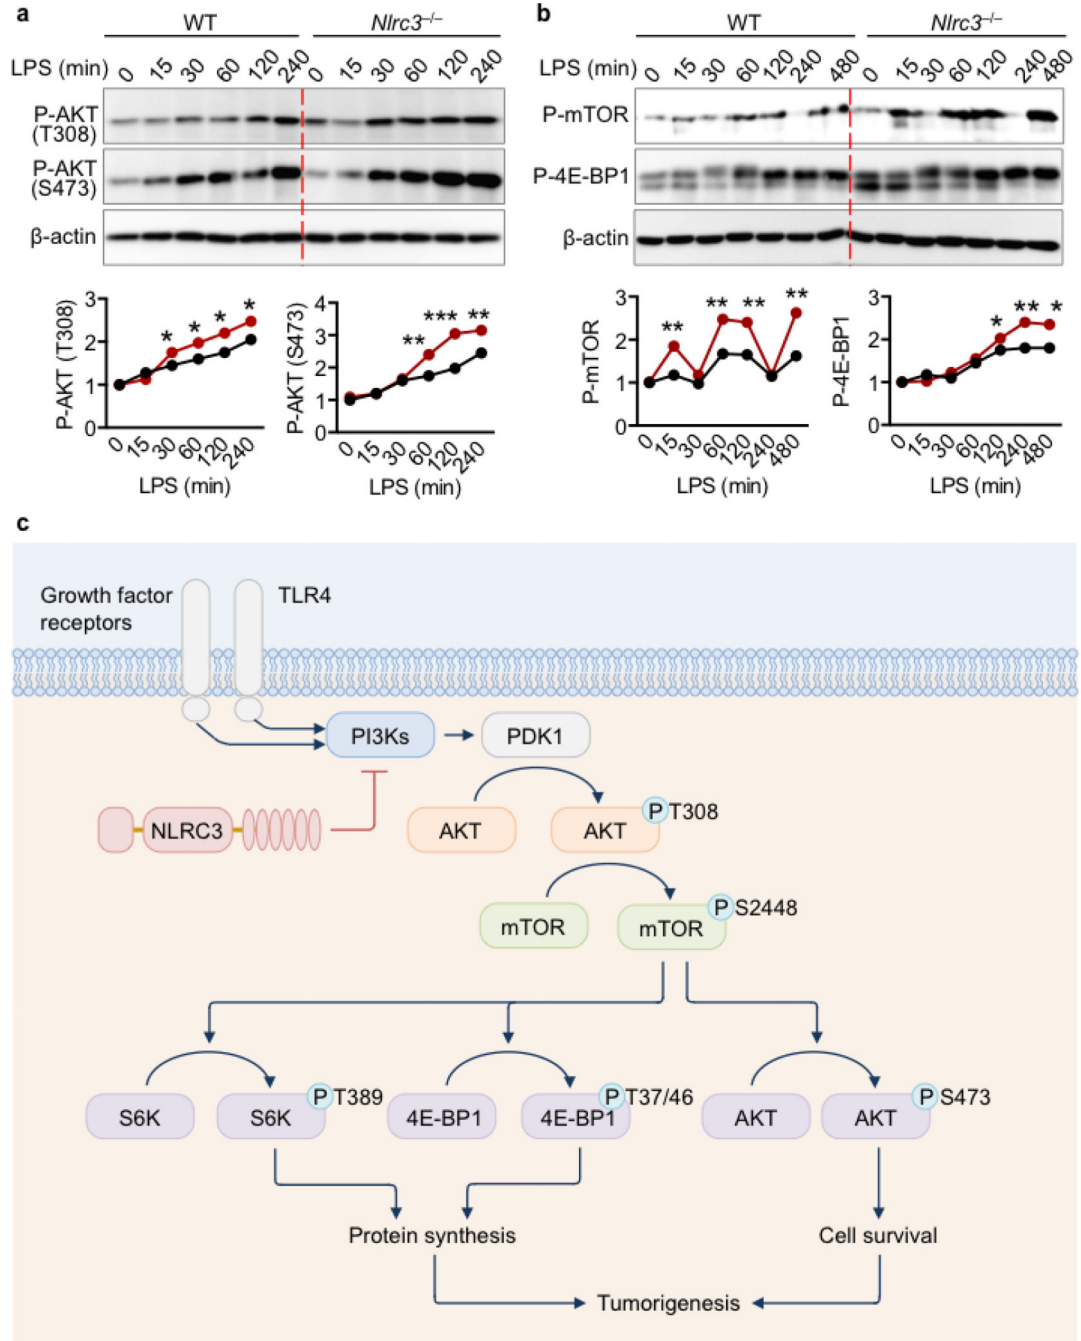 a
WT Nlrc3–/–
LPS (min) 0 15 30 60 120 240 0 15 30 60 120 240
P-AKT
(T308)
P-AKT
(S473)
β-actin
P-AKT (T308)
3
2
1
0
* * * *
0 15 30 60 120 240
LPS (min)
P-AKT (S473)
4
3
2
1
0
** *** **
0 15 30 60 120 240
LPS (min)
b
WT Nlrc3–/–
LPS (min) 0 15 30 60 120 240 480 0 15 30 60 120 240 480
P-mTOR
P-4E-BP1
β-actin
P-mTOR
3
2
1
0
** ** ** **
0 15 30 60 120 240 480
LPS (min)
P-4E-BP1
3
2
1
0
* ** *
0 15 30 60 120 240 480
LPS (min)
c
Growth factor
receptors
TLR4
PI3Ks
PDK1
NLRC3
AKT
AKT
P T308
mTOR
mTOR
P S2448
S6K
S6K
P T389
4E-BP1
4E-BP1
P T37/46
AKT
AKT
P S473
Protein synthesis
Cell survival
Tumorigenesis